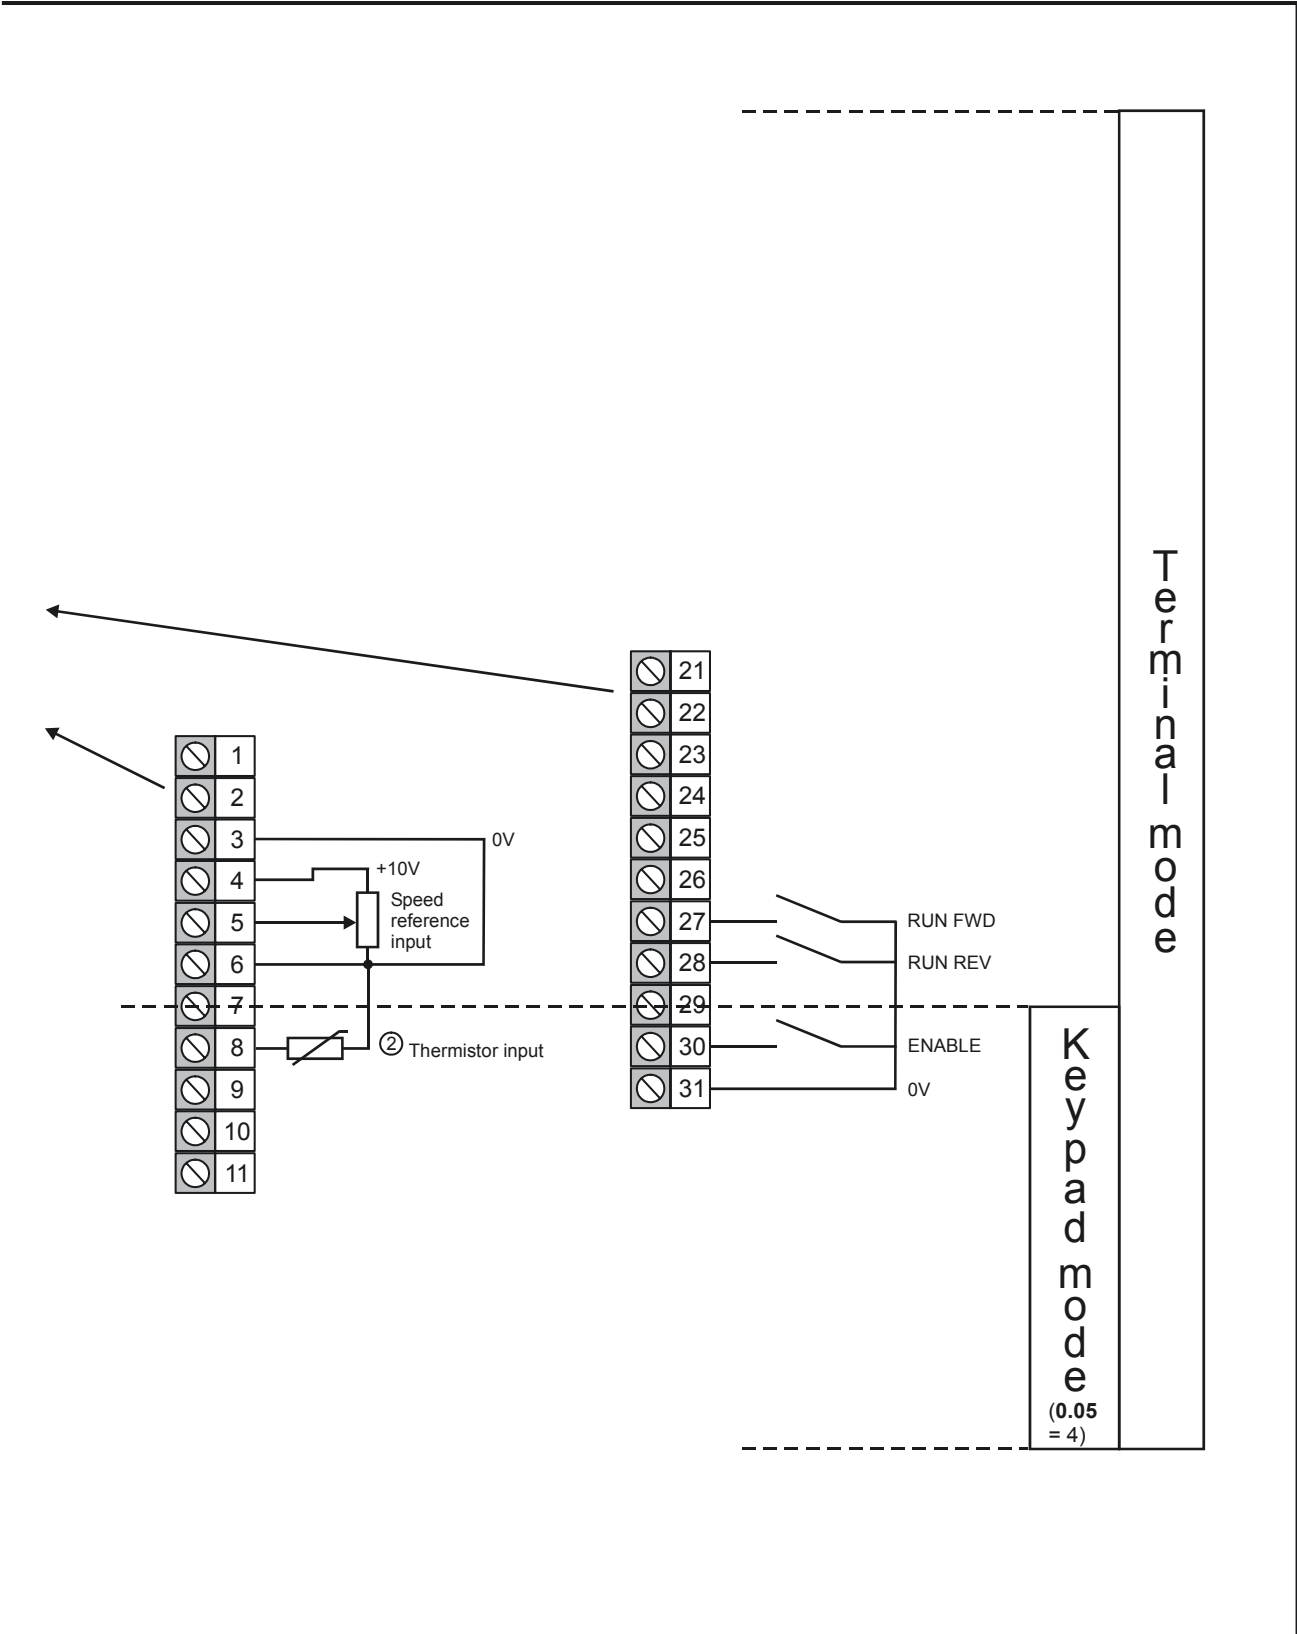 1
2
3
4
5
6
7
8
9
10
11
0V
+10V
Speed
reference
input
② Thermistor input
21
22
23
24
25
26
27
28
29
30
31
RUN FWD
RUN REV
ENABLE
0V
Keypad mode
(0.05
= 4)
Terminal mode